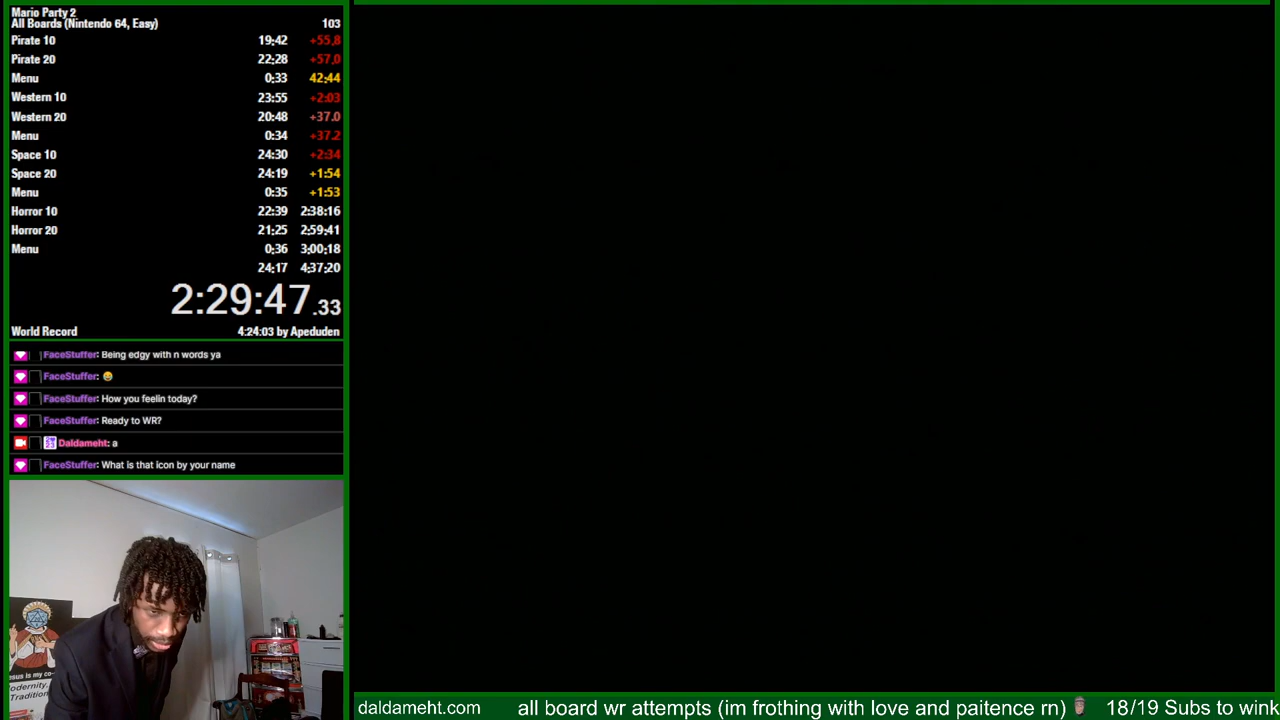 Mario Party 2
All Boards (Nintendo 64, Easy) 103
Pirate 10 19:42 +55.8
Pirate 20 22:28 +57.0
Menu 0:33 42:44
Western 10 23:55 +2:03
Western 20 20:48 +37.0
Menu 0:34 +37.2
Space 10 24:30 +2:34
Space 20 24:19 +1:54
Menu 0:35 +1:53
Horror 10 22:39 2:38:16
Horror 20 21:25 2:59:41
Menu 0:36 3:00:18
24:17 4:37:20
2:29:47.33
World Record 4:24:03 by Apeduden
FaceStuffer: Being edgy with n words ya
FaceStuffer: 😂
FaceStuffer: How you feelin today?
FaceStuffer: Ready to WR?
Daldameht: a
FaceStuffer: What is that icon by your name
Jesus is my co-
Modernity,
Tradition
daldameht.com all board wr attempts (im frothing with love and paitence rn) 18/19 Subs to wink